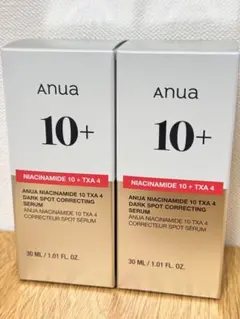 Anua
10+
NIACINAMIDE 10 + TXA 4
ANUA NIACINAMIDE 10 TXA 4
DARK SPOT CORRECTING
SERUM
ANUA NIACINAMIDE 10 TXA 4
CORRECTEUR SPOT SÉRUM
30 ML / 1.01 FL. OZ.
Anua
10+
NIACINAMIDE 10 + TXA 4
ANUA NIACINAMIDE 10 TXA 4
DARK SPOT CORRECTING
SERUM
ANUA NIACINAMIDE 10 TXA 4
CORRECTEUR SPOT SÉRUM
30 ML / 1.01 FL. OZ.